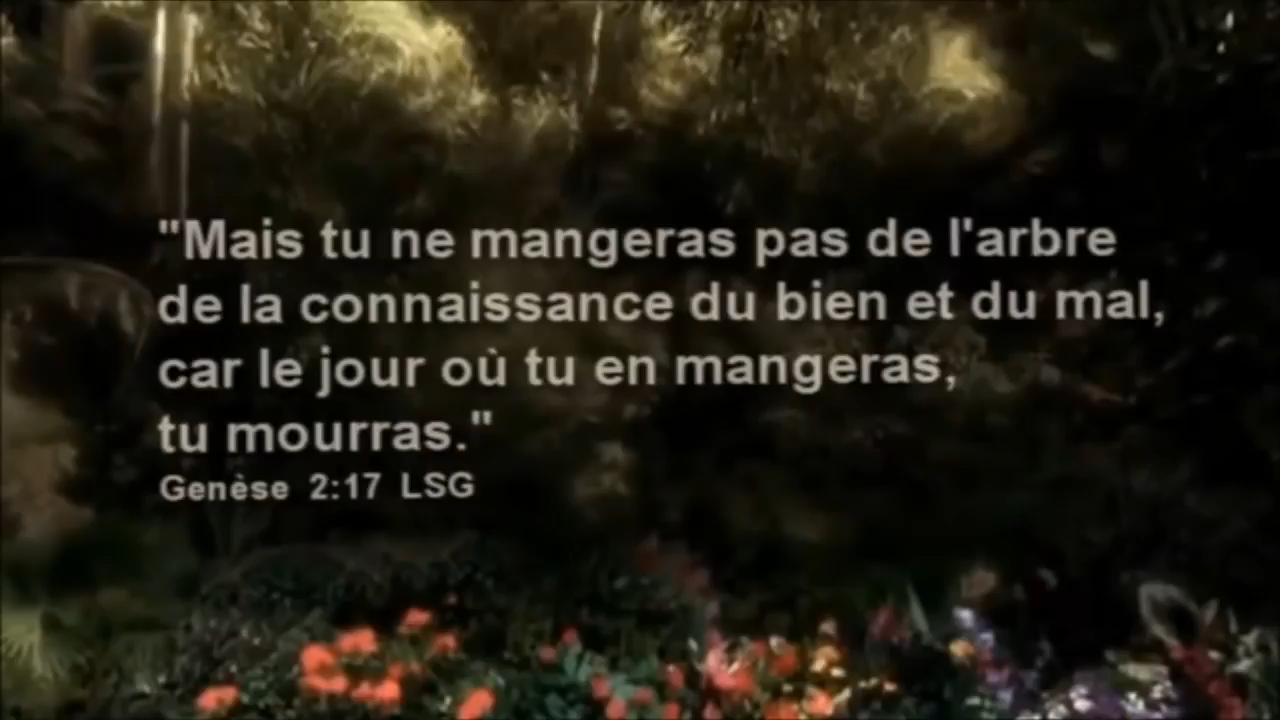 "Mais tu ne mangeras pas de l'arbre
de la connaissance du bien et du mal,
car le jour où tu en mangeras,
tu mourras."
Genèse 2:17 LSG